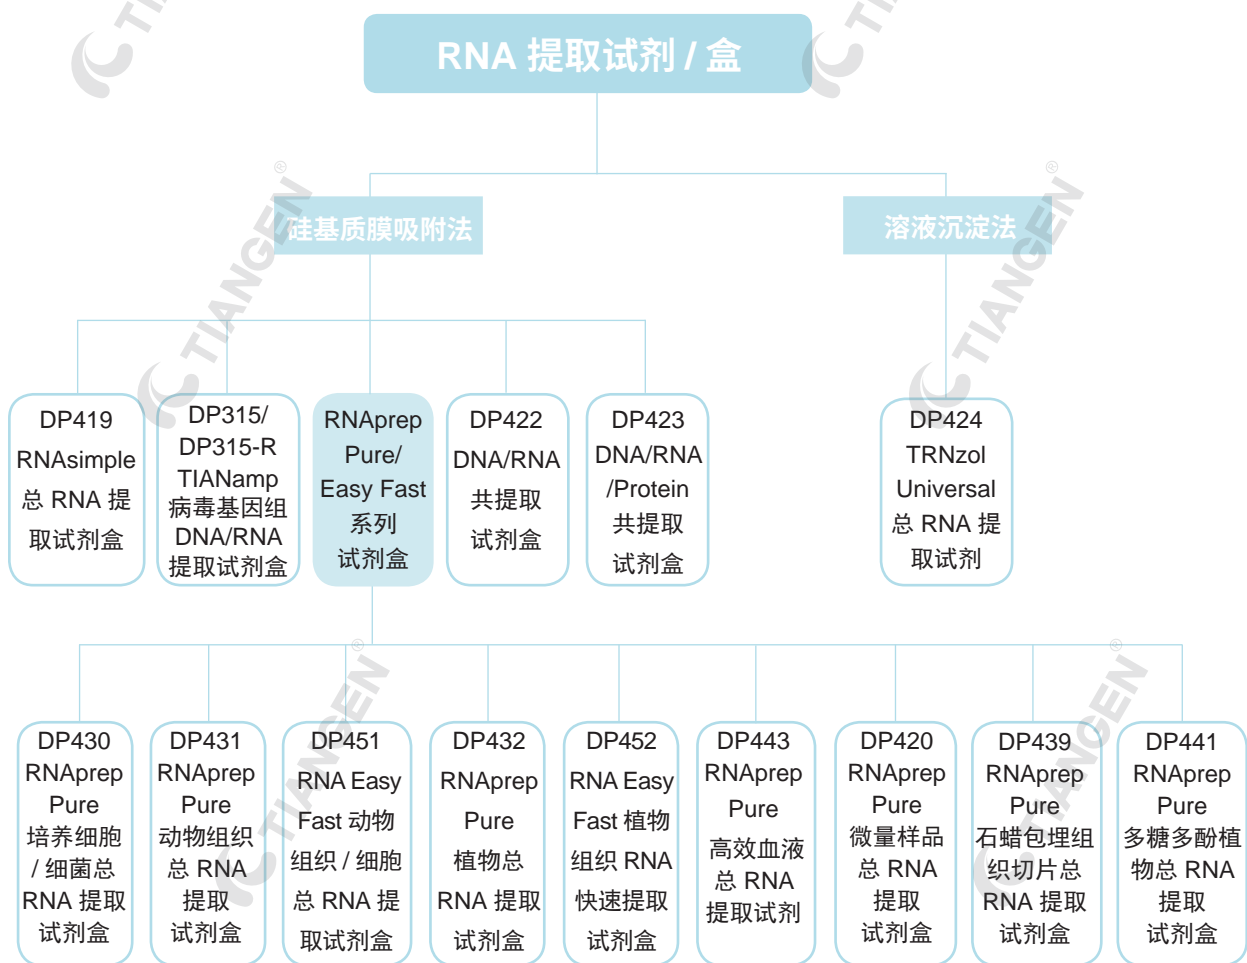 RNA 提取试剂 / 盒
硅基质膜吸附法
溶液沉淀法
DP419
RNAsimple
总 RNA 提
取试剂盒
DP315/
DP315-R
TIANamp
病毒基因组
DNA/RNA
提取试剂盒
RNAprep
Pure/
Easy Fast
系列
试剂盒
DP422
DNA/RNA
共提取
试剂盒
DP423
DNA/RNA
/Protein
共提取
试剂盒
DP424
TRNzol
Universal
总 RNA 提
取试剂
DP430
RNAprep
Pure
培养细胞
/ 细菌总
RNA 提取
试剂盒
DP431
RNAprep
Pure
动物组织
总 RNA
提取
试剂盒
DP451
RNA Easy
Fast 动物
组织 / 细胞
总 RNA 提
取试剂盒
DP432
RNAprep
Pure
植物总
RNA 提取
试剂盒
DP452
RNA Easy
Fast 植物
组织 RNA
快速提取
试剂盒
DP443
RNAprep
Pure
高效血液
总 RNA
提取试剂
DP420
RNAprep
Pure
微量样品
总 RNA
提取
试剂盒
DP439
RNAprep
Pure
石蜡包埋组
织切片总
RNA 提取
试剂盒
DP441
RNAprep
Pure
多糖多酚植
物总 RNA
提取
试剂盒
TIANGEN®
TIANGEN®
TIANGEN®
TIANGEN®